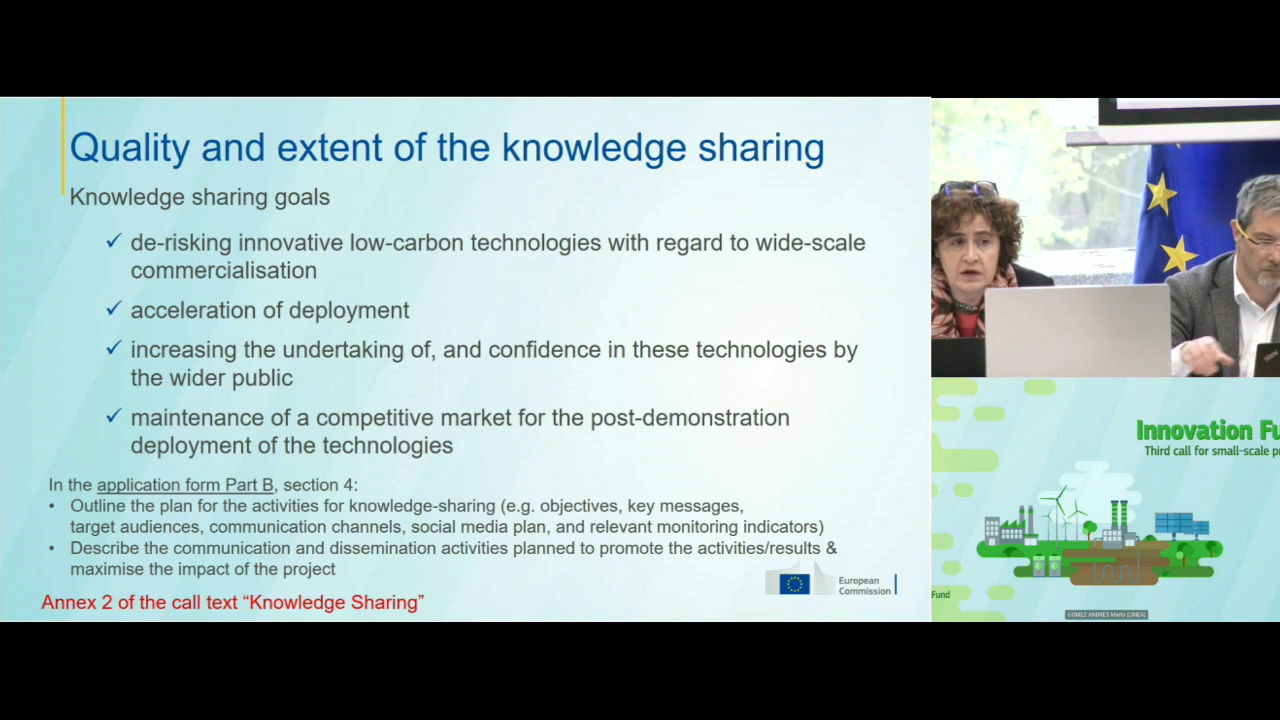 Quality and extent of the knowledge sharing
Knowledge sharing goals
✓ de-risking innovative low-carbon technologies with regard to wide-scale
commercialisation
✓ acceleration of deployment
✓ increasing the undertaking of, and confidence in these technologies by
the wider public
✓ maintenance of a competitive market for the post-demonstration
deployment of the technologies
In the application form Part B, section 4:
• Outline the plan for the activities for knowledge-sharing (e.g. objectives, key messages,
target audiences, communication channels, social media plan, and relevant monitoring indicators)
• Describe the communication and dissemination activities planned to promote the activities/results &
maximise the impact of the project
Annex 2 of the call text “Knowledge Sharing”
European
Commission
Innovation Fu
Third call for small-scale p
Fund
GOMEZ ANDRES Marta (CINEA)